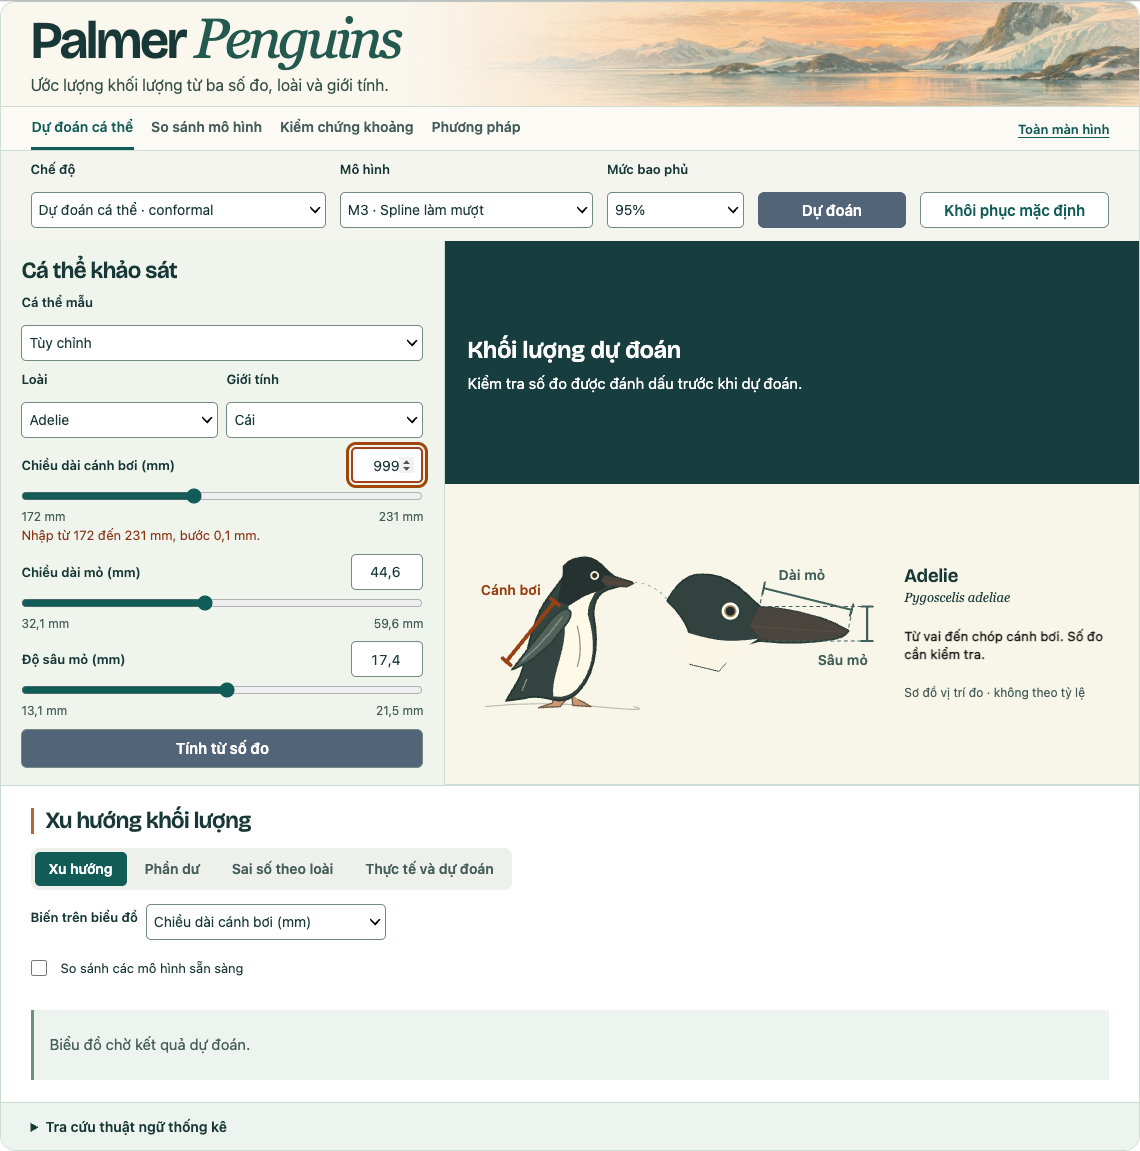 Palmer Penguins
Ước lượng khối lượng từ ba số đo, loài và giới tính.
Dự đoán cá thể
So sánh mô hình
Kiểm chứng khoảng
Phương pháp
Toàn màn hình
Chế độ
Mô hình
Mức bao phủ
Dự đoán cá thể · conformal
M3 · Spline làm mượt
95%
Dự đoán
Khôi phục mặc định
Cá thể khảo sát
Cá thể mẫu
Tùy chỉnh
Loài
Giới tính
Adelie
Cái
Chiều dài cánh bơi (mm)
999
172 mm
231 mm
Nhập từ 172 đến 231 mm, bước 0,1 mm.
Chiều dài mỏ (mm)
44,6
32,1 mm
59,6 mm
Độ sâu mỏ (mm)
17,4
13,1 mm
21,5 mm
Tính từ số đo
Khối lượng dự đoán
Kiểm tra số đo được đánh dấu trước khi dự đoán.
Cánh bơi
Dài mỏ
Sâu mỏ
Adelie
Pygoscelis adeliae
Từ vai đến chóp cánh bơi. Số đo
cần kiểm tra.
Sơ đồ vị trí đo · không theo tỷ lệ
Xu hướng khối lượng
Xu hướng
Phần dư
Sai số theo loài
Thực tế và dự đoán
Biến trên biểu đồ
Chiều dài cánh bơi (mm)
So sánh các mô hình sẵn sàng
Biểu đồ chờ kết quả dự đoán.
Tra cứu thuật ngữ thống kê